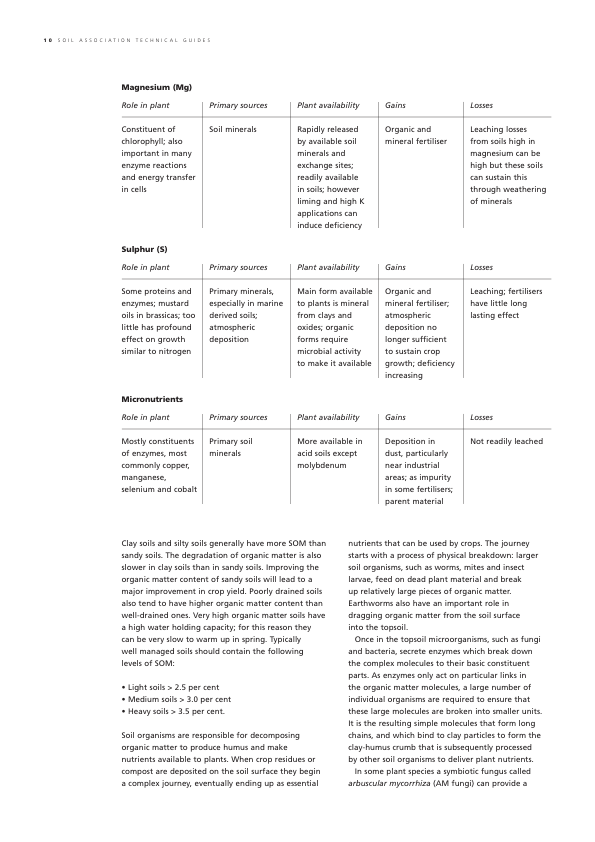 10 SOIL ASSOCIATION TECHNICAL GUIDES
Magnesium (Mg)
Role in plant
Primary sources
Plant availability
Gains
Losses
Constituent of
chlorophyll; also
important in many
enzyme reactions
and energy transfer
in cells
Soil minerals
Rapidly released
by available soil
minerals and
exchange sites;
readily available
in soils; however
liming and high K
applications can
induce deficiency
Organic and
mineral fertiliser
Leaching losses
from soils high in
magnesium can be
high but these soils
can sustain this
through weathering
of minerals
Sulphur (S)
Role in plant
Primary sources
Plant availability
Gains
Losses
Some proteins and
enzymes; mustard
oils in brassicas; too
little has profound
effect on growth
similar to nitrogen
Primary minerals,
especially in marine
derived soils;
atmospheric
deposition
Main form available
to plants is mineral
from clays and
oxides; organic
forms require
microbial activity
to make it available
Organic and
mineral fertiliser;
atmospheric
deposition no
longer sufficient
to sustain crop
growth; deficiency
increasing
Leaching; fertilisers
have little long
lasting effect
Micronutrients
Role in plant
Primary sources
Plant availability
Gains
Losses
Mostly constituents
of enzymes, most
commonly copper,
manganese,
selenium and cobalt
Primary soil
minerals
More available in
acid soils except
molybdenum
Deposition in
dust, particularly
near industrial
areas; as impurity
in some fertilisers;
parent material
Not readily leached
Clay soils and silty soils generally have more SOM than
sandy soils. The degradation of organic matter is also
slower in clay soils than in sandy soils. Improving the
organic matter content of sandy soils will lead to a
major improvement in crop yield. Poorly drained soils
also tend to have higher organic matter content than
well-drained ones. Very high organic matter soils have
a high water holding capacity; for this reason they
can be very slow to warm up in spring. Typically
well managed soils should contain the following
levels of SOM:
• Light soils > 2.5 per cent
• Medium soils > 3.0 per cent
• Heavy soils > 3.5 per cent.
Soil organisms are responsible for decomposing
organic matter to produce humus and make
nutrients available to plants. When crop residues or
compost are deposited on the soil surface they begin
a complex journey, eventually ending up as essential
nutrients that can be used by crops. The journey
starts with a process of physical breakdown: larger
soil organisms, such as worms, mites and insect
larvae, feed on dead plant material and break
up relatively large pieces of organic matter.
Earthworms also have an important role in
dragging organic matter from the soil surface
into the topsoil.
Once in the topsoil microorganisms, such as fungi
and bacteria, secrete enzymes which break down
the complex molecules to their basic constituent
parts. As enzymes only act on particular links in
the organic matter molecules, a large number of
individual organisms are required to ensure that
these large molecules are broken into smaller units.
It is the resulting simple molecules that form long
chains, and which bind to clay particles to form the
clay-humus crumb that is subsequently processed
by other soil organisms to deliver plant nutrients.
In some plant species a symbiotic fungus called
arbuscular mycorrhiza (AM fungi) can provide a